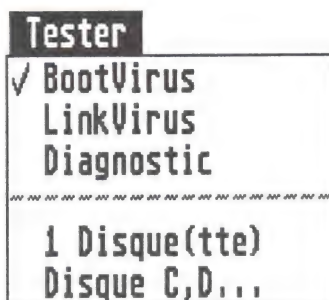 Tester
√ BootVirus
LinkVirus
Diagnostic
1 Disque(tte)
Disque C,D...